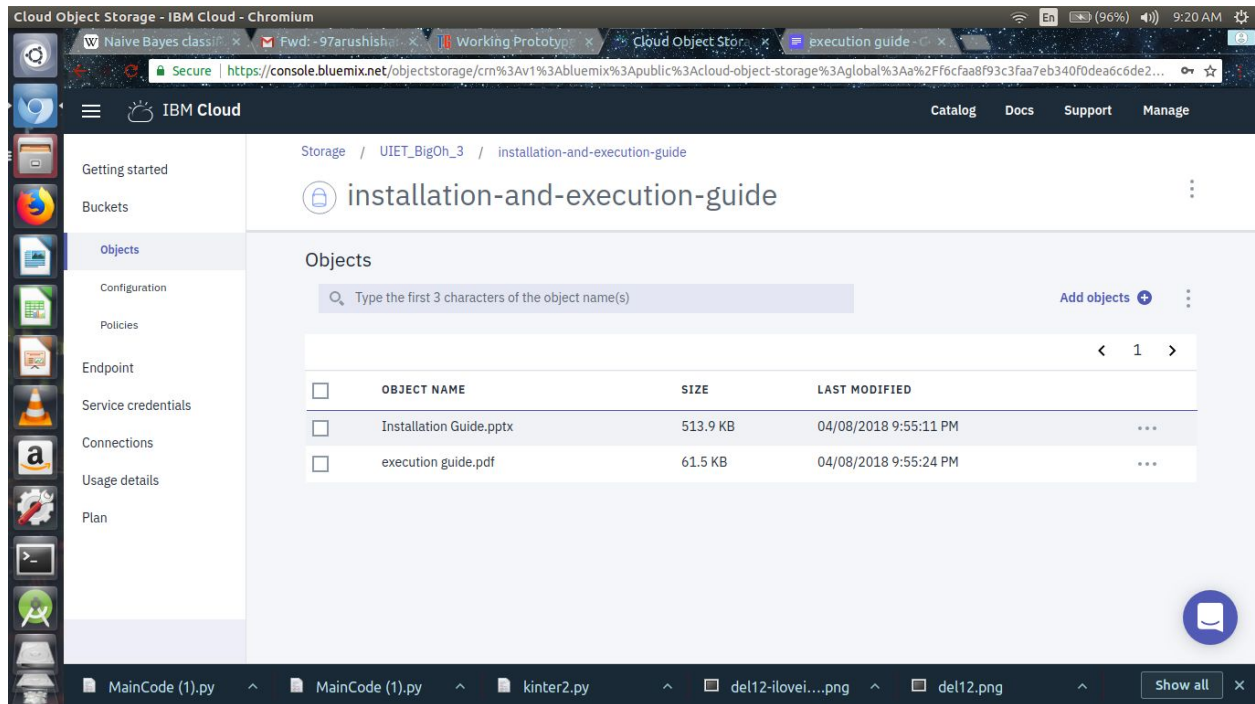 Cloud Object Storage - IBM Cloud - Chromium
En (96%) 9:20 AM
Naive Bayes classif × Fwd: - 97arushisha × Working Prototyp × Cloud Object Stora × execution guide - G ×
Secure | https://console.bluemix.net/objectstorage/crn%3Av1%3Abluemix%3Apublic%3Acloud-object-storage%3Aglobal%3Aa%2Ff6cfaa8f93c3faa7eb340f0dea6c6de2...
IBM Cloud
Catalog Docs Support Manage
Getting started
Buckets
Objects
Configuration
Policies
Endpoint
Service credentials
Connections
Usage details
Plan
Storage / UIET_BigOh_3 / installation-and-execution-guide
installation-and-execution-guide
Objects
Type the first 3 characters of the object name(s)
Add objects
< 1 >
OBJECT NAME SIZE LAST MODIFIED
Installation Guide.pptx 513.9 KB 04/08/2018 9:55:11 PM
execution guide.pdf 61.5 KB 04/08/2018 9:55:24 PM
MainCode (1).py MainCode (1).py kinter2.py del12-ilovei....png del12.png Show all ×